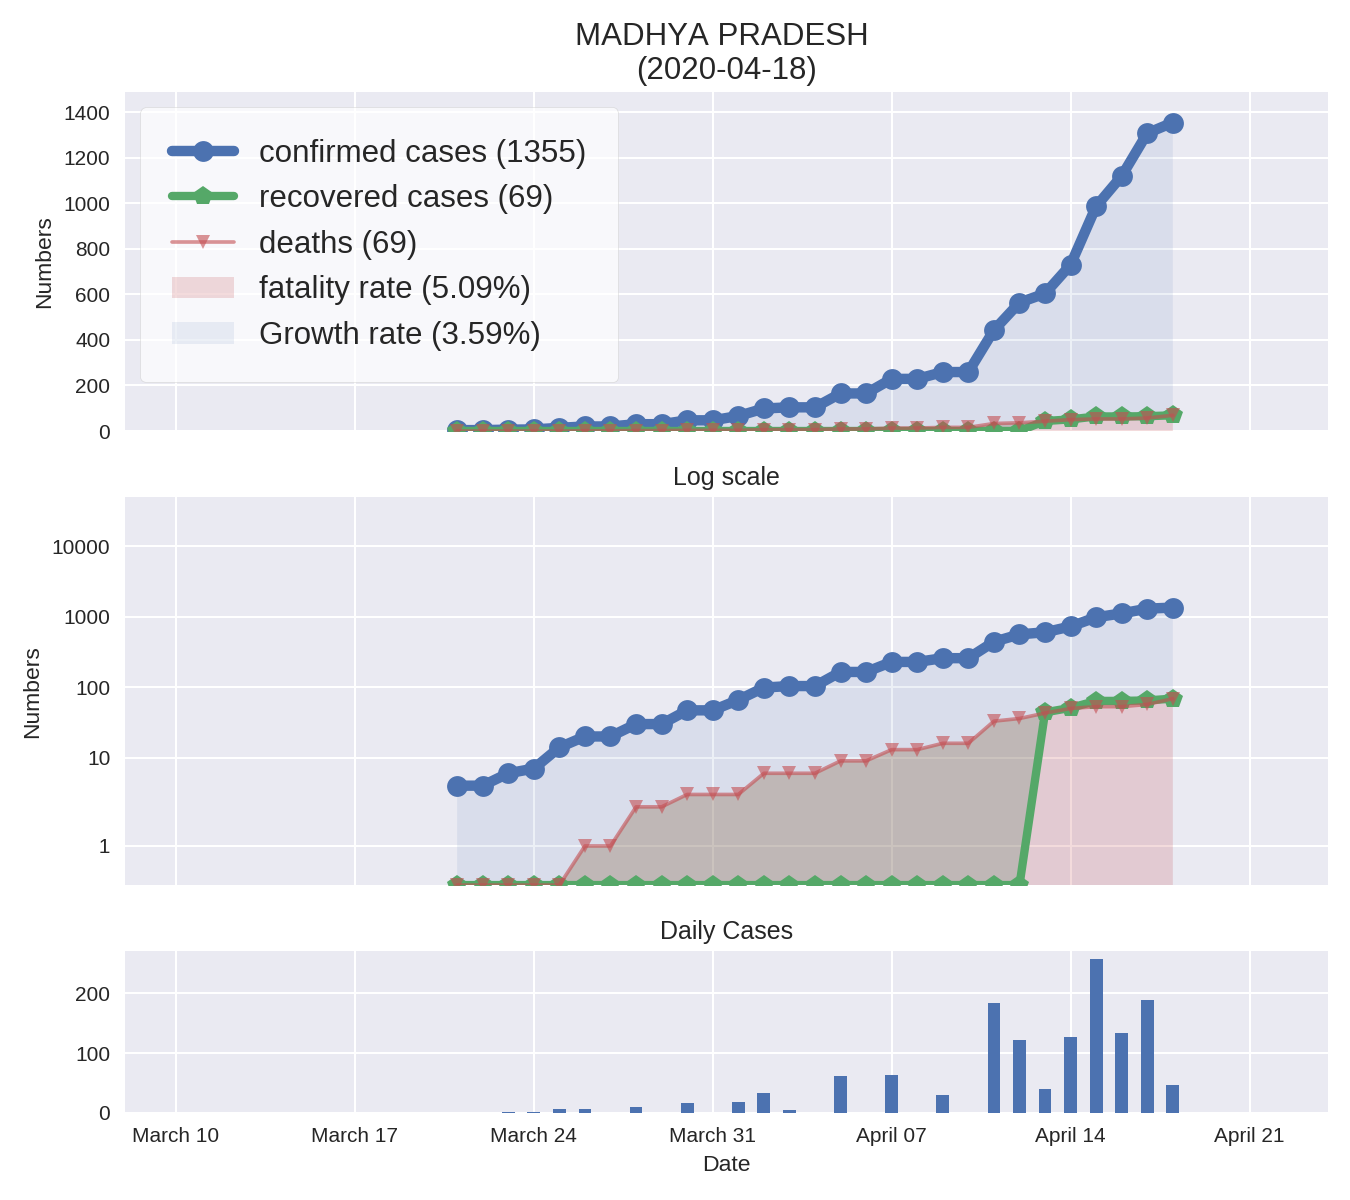 MADHYA PRADESH
(2020-04-18)
1400
1200
1000
800
600
400
200
0
Numbers
confirmed cases (1355)
recovered cases (69)
deaths (69)
fatality rate (5.09%)
Growth rate (3.59%)
Log scale
10000
1000
100
10
1
Numbers
Daily Cases
200
100
0
March 10 March 17 March 24 March 31 April 07 April 14 April 21
Date